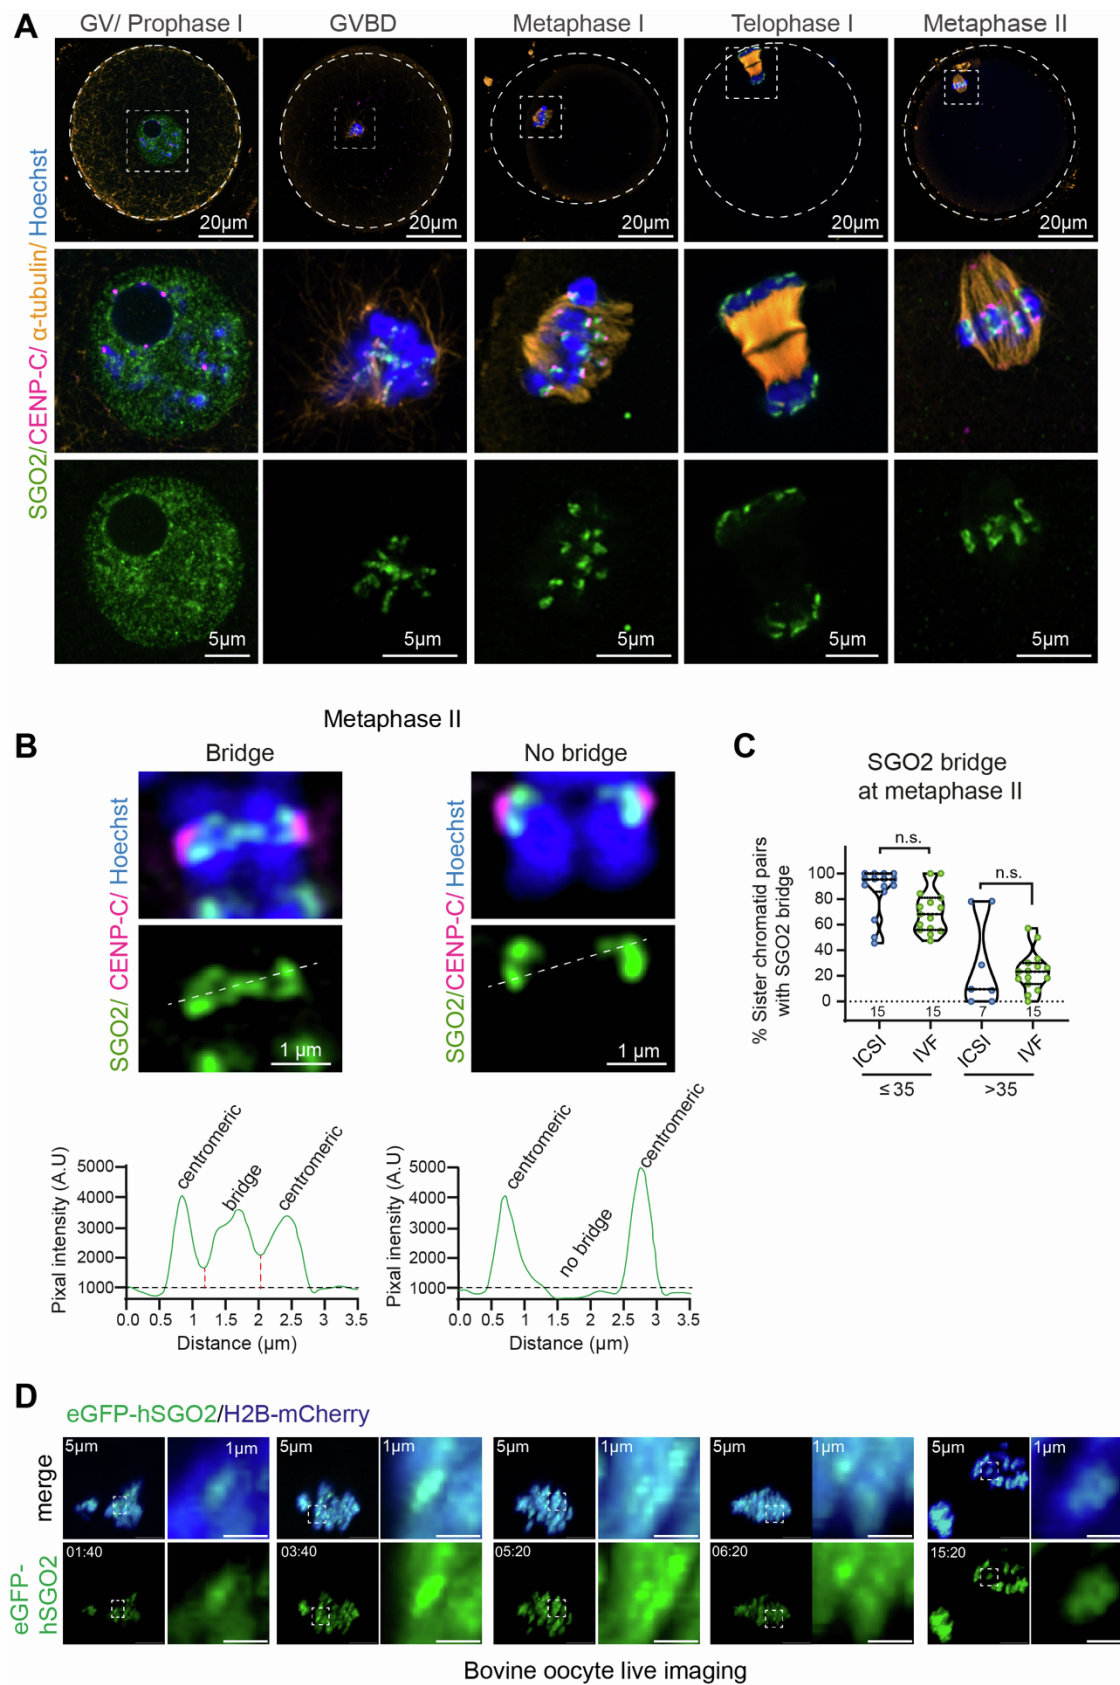 A
GV/ Prophase I
GVBD
Metaphase I
Telophase I
Metaphase II
SGO2/CENP-C/ α-tubulin/ Hoechst
20µm
20µm
20µm
20µm
20µm
5µm
5µm
5µm
5µm
5µm
Metaphase II
B
Bridge
No bridge
SGO2/ CENP-C/ Hoechst
SGO2/ CENP-C/ Hoechst
SGO2/ CENP-C/
SGO2/CENP-C/
1 µm
1 µm
Pixal intensity (A.U)
5000
4000
3000
2000
1000
centromeric
bridge
centromeric
0.0 0.5 1 1.5 2 2.5 3 3.5
Distance (µm)
Pixal inensity (A.U)
5000
4000
3000
2000
1000
centromeric
no bridge
centromeric
0.0 0.5 1 1.5 2 2.5 3 3.5
Distance (µm)
C
SGO2 bridge
at metaphase II
% Sister chromatid pairs
with SGO2 bridge
100
80
60
40
20
0
n.s.
n.s.
15 15 7 15
ICSI IVF ICSI IVF
≤ 35 >35
D
eGFP-hSGO2/H2B-mCherry
merge
5µm 1µm 5µm 1µm 5µm 1µm 5µm 1µm 5µm 1µm
eGFP-
hSGO2
01:40 03:40 05:20 06:20 15:20
Bovine oocyte live imaging